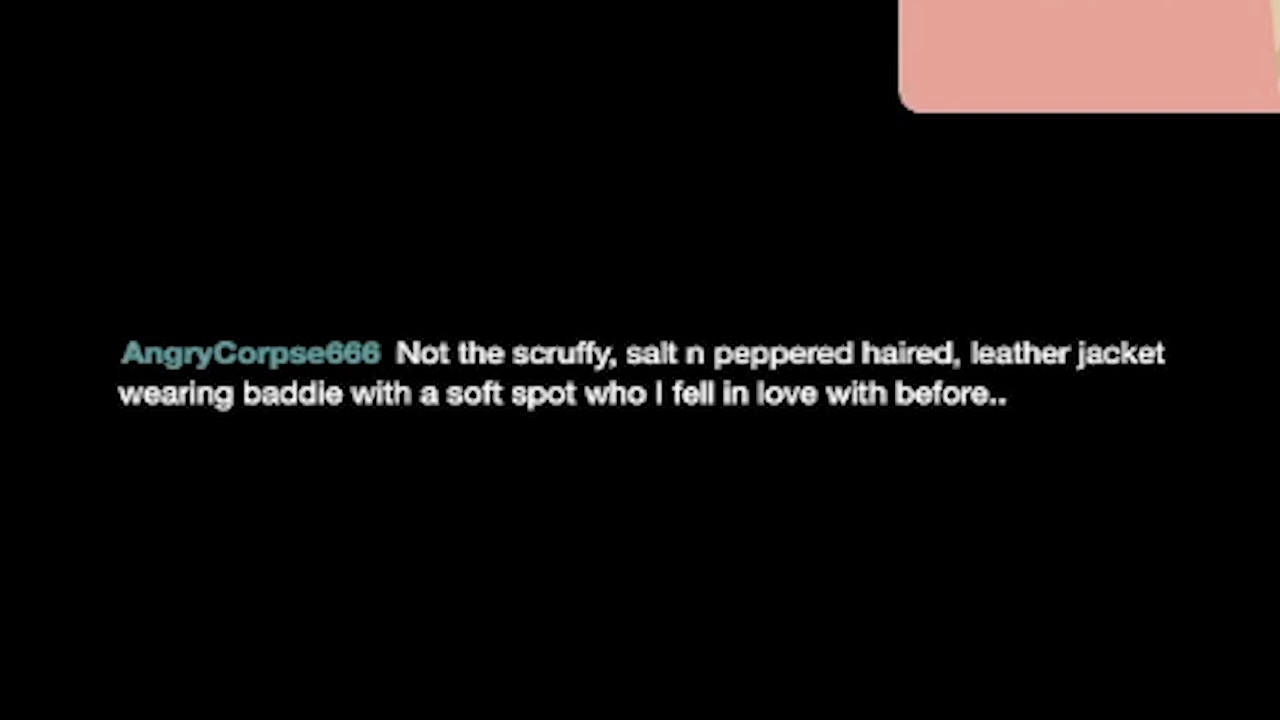 AngryCorpse666 Not the scruffy, salt n peppered haired, leather jacket
wearing baddie with a soft spot who I fell in love with before..